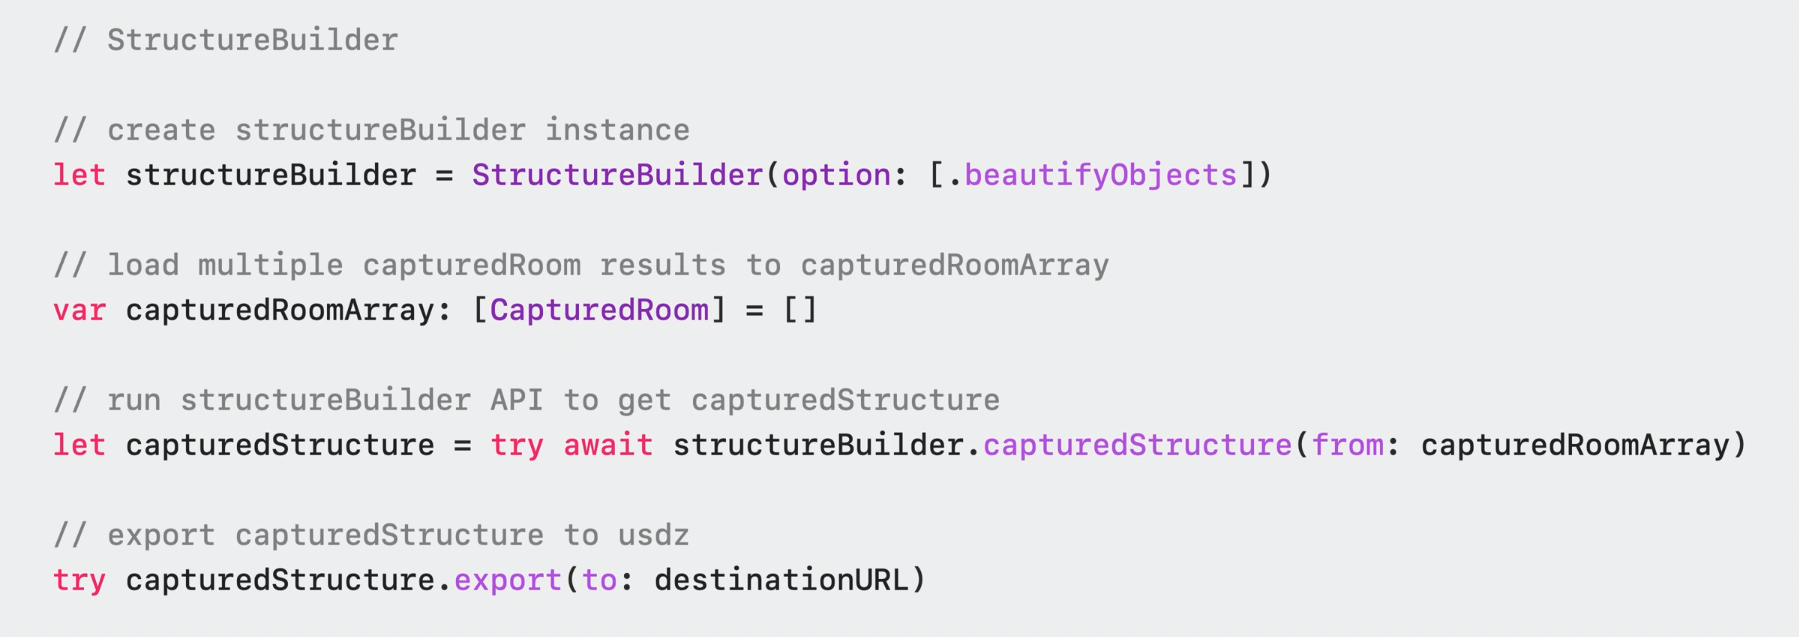 // StructureBuilder
// create structureBuilder instance
let structureBuilder = StructureBuilder(option: [.beautifyObjects])
// load multiple capturedRoom results to capturedRoomArray
var capturedRoomArray: [CapturedRoom] = []
// run structureBuilder API to get capturedStructure
let capturedStructure = try await structureBuilder.capturedStructure(from: capturedRoomArray)
// export capturedStructure to usdz
try capturedStructure.export(to: destinationURL)